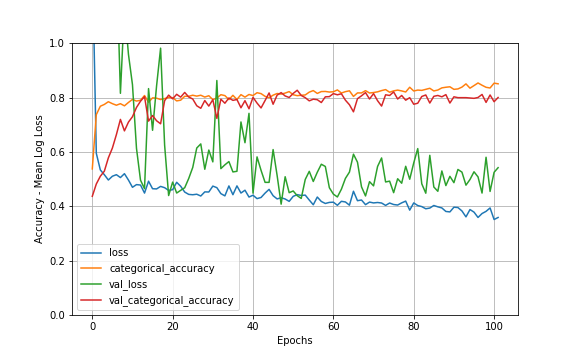 1.0
0.8
0.6
0.4
0.2
0.0
Accuracy - Mean Log Loss
loss
categorical_accuracy
val_loss
val_categorical_accuracy
0 20 40 60 80 100
Epochs